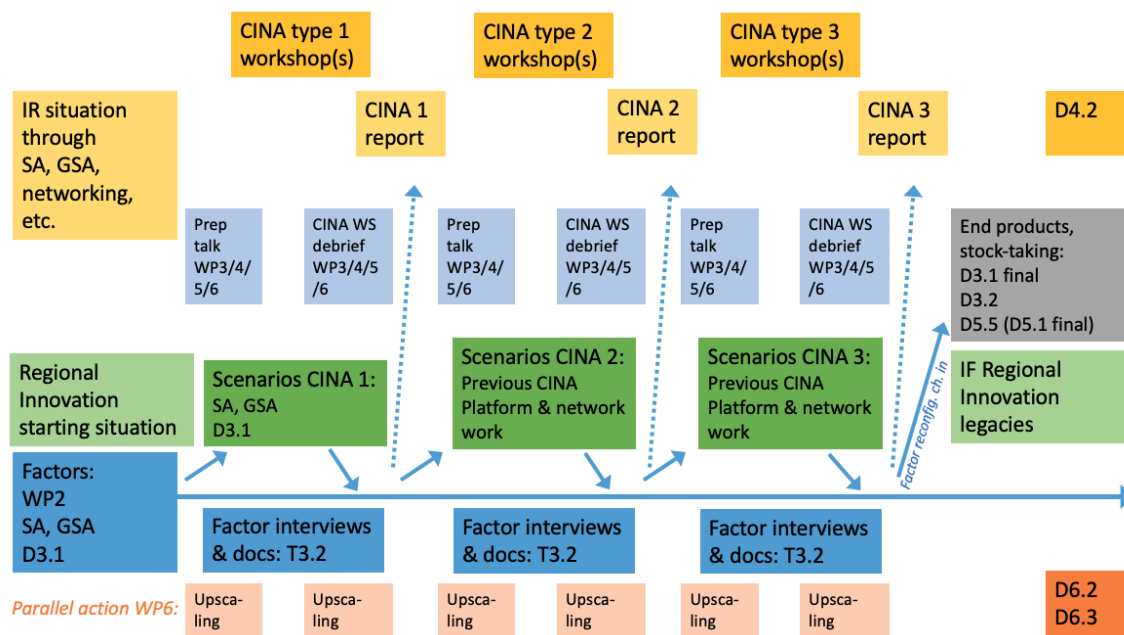 CINA type 1
workshop(s)
CINA type 2
workshop(s)
CINA type 3
workshop(s)
IR situation
through
SA, GSA,
networking,
etc.
CINA 1
report
CINA 2
report
CINA 3
report
D4.2
Prep
talk
WP3/4/
5/6
CINA WS
debrief
WP3/4/5
/6
Prep
talk
WP3/4/
5/6
CINA WS
debrief
WP3/4/5
/6
Prep
talk
WP3/4/
5/6
CINA WS
debrief
WP3/4/5
/6
End products,
stock-taking:
D3.1 final
D3.2
D5.5 (D5.1 final)
Regional
Innovation
starting situation
Scenarios CINA 1:
SA, GSA
D3.1
Scenarios CINA 2:
Previous CINA
Platform & network
work
Scenarios CINA 3:
Previous CINA
Platform & network
work
Factor reconfig. ch. in
IF Regional
Innovation
legacies
Factors:
WP2
SA, GSA
D3.1
Factor interviews
& docs: T3.2
Factor interviews
& docs: T3.2
Factor interviews
& docs: T3.2
Parallel action WP6:
Upsca-
ling
Upsca-
ling
Upsca-
ling
Upsca-
ling
Upsca-
ling
Upsca-
ling
D6.2
D6.3